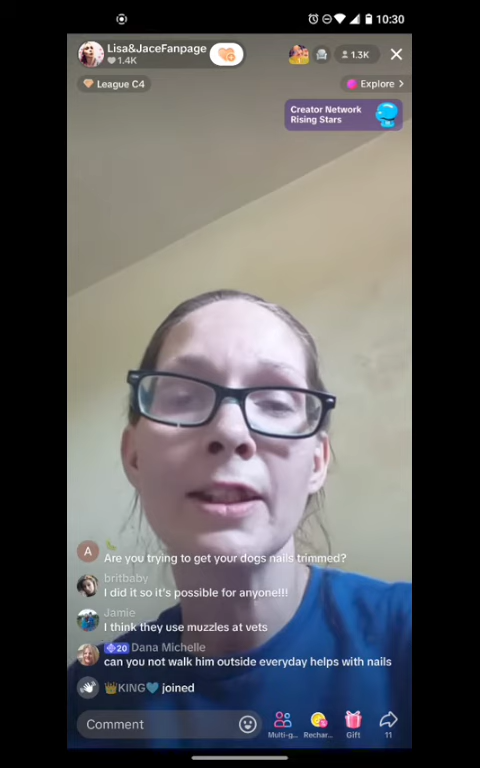 10:30
Lisa&JaceFanpage
1.4K
1.3K
League C4
Explore >
Creator Network
Rising Stars
A
Are you trying to get your dogs nails trimmed?
britbaby
I did it so it's possible for anyone!!!
Jamie
I think they use muzzles at vets
20 Dana Michelle
can you not walk him outside everyday helps with nails
👑KING🩵 joined
Comment
Multi-g...
Rechar...
Gift
11